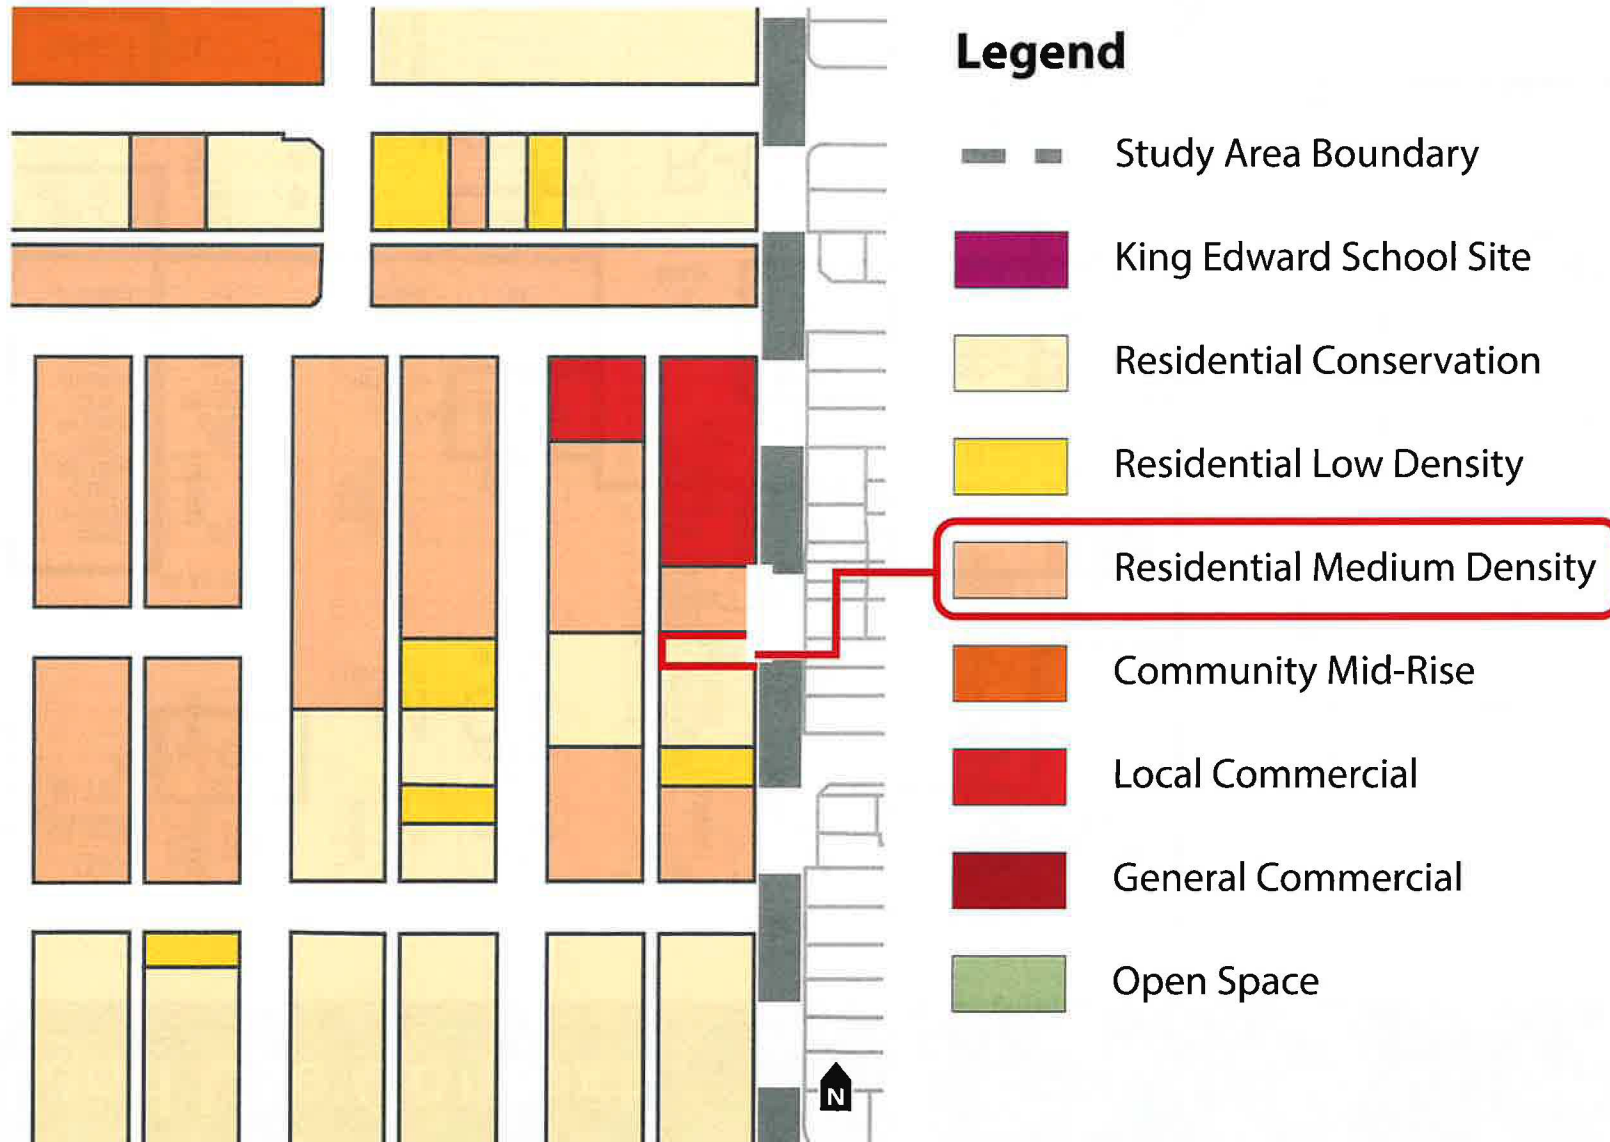 Legend
Study Area Boundary
King Edward School Site
Residential Conservation
Residential Low Density
Residential Medium Density
Community Mid-Rise
Local Commercial
General Commercial
Open Space
N